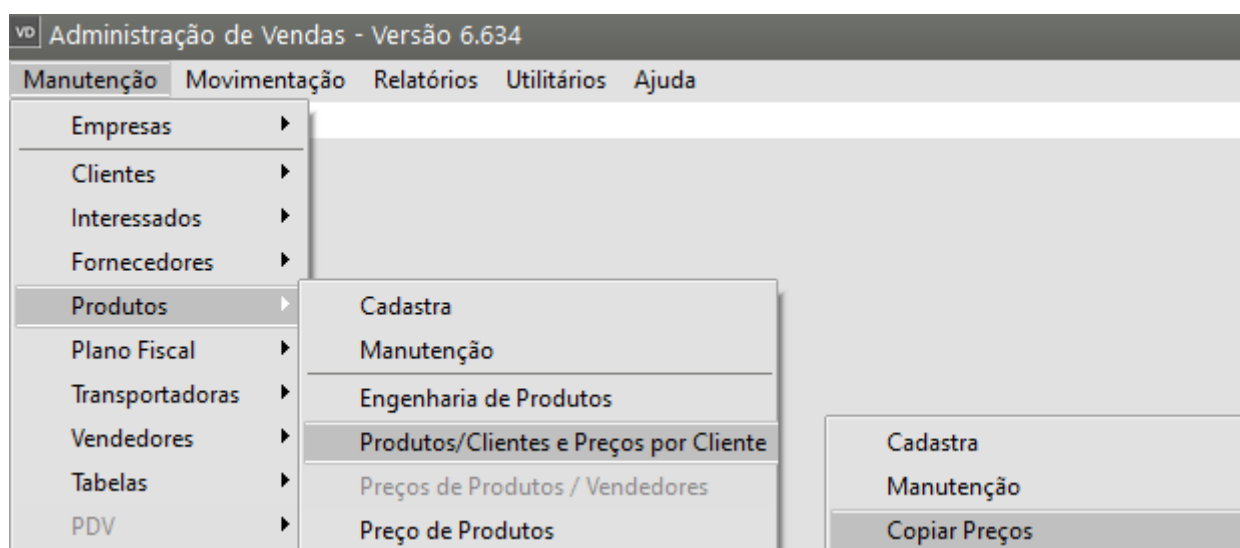 VD Administração de Vendas - Versão 6.634
Manutenção Movimentação Relatórios Utilitários Ajuda
Empresas
Clientes
Interessados
Fornecedores
Produtos
Plano Fiscal
Transportadoras
Vendedores
Tabelas
PDV
Cadastra
Manutenção
Engenharia de Produtos
Produtos/Clientes e Preços por Cliente
Preços de Produtos / Vendedores
Preço de Produtos
Cadastra
Manutenção
Copiar Preços